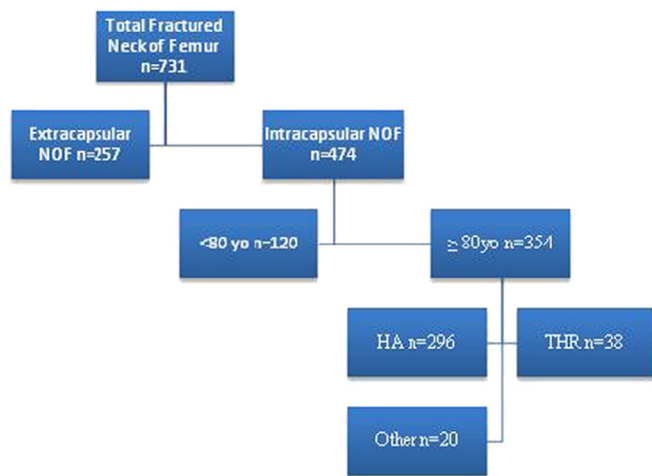 Total Fractured
Neck of Femur
n=731
Extracapsular
NOF n=257
Intracapsular NOF
n=474
<80 yo n=120
≥ 80yo n=354
HA n=296
THR n=38
Other n=20